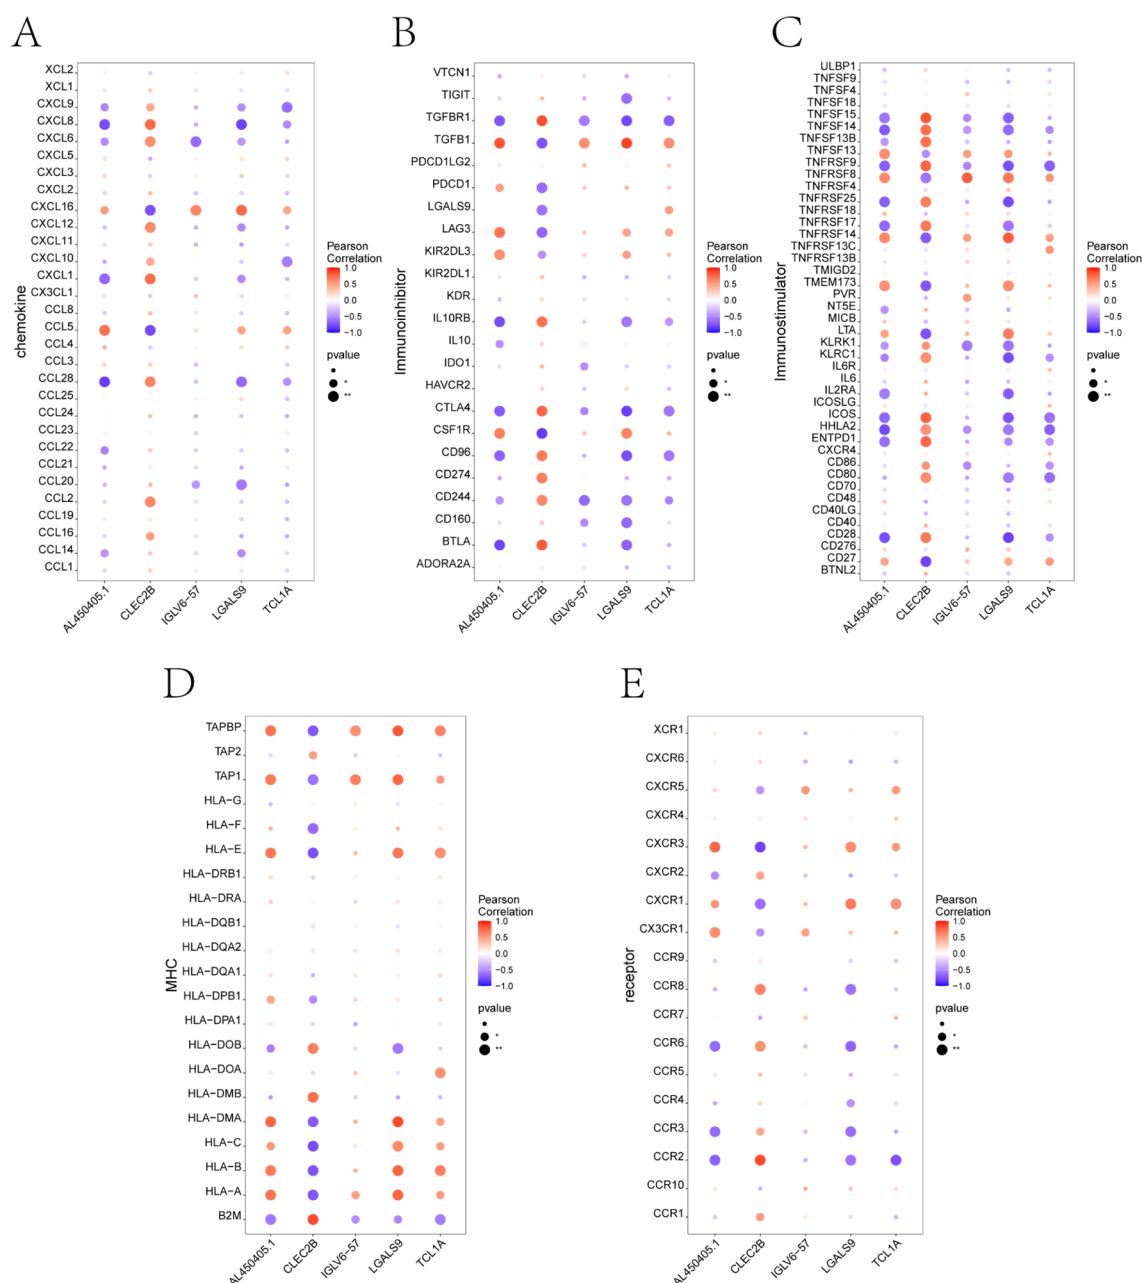 A
XCL2
XCL1
CXCL9
CXCL8
CXCL6
CXCL5
CXCL3
CXCL2
CXCL16
CXCL12
CXCL11
CXCL10
CXCL1
CX3CL1
CCL8
CCL5
CCL4
CCL3
CCL28
CCL25
CCL24
CCL23
CCL22
CCL21
CCL20
CCL2
CCL19
CCL16
CCL14
CCL1
chemokine
AL450405.1
CLEC2B
IGLV6−57
LGALS9
TCL1A
Pearson
Correlation
1.0
0.5
0.0
−0.5
−1.0
pvalue
*
**
B
VTCN1
TIGIT
TGFBR1
TGFB1
PDCD1LG2
PDCD1
LGALS9
LAG3
KIR2DL3
KIR2DL1
KDR
IL10RB
IL10
IDO1
HAVCR2
CTLA4
CSF1R
CD96
CD274
CD244
CD160
BTLA
ADORA2A
Immunoinhibitor
AL450405.1
CLEC2B
IGLV6−57
LGALS9
TCL1A
Pearson
Correlation
1.0
0.5
0.0
−0.5
−1.0
pvalue
*
**
C
ULBP1
TNFSF9
TNFSF4
TNFSF18
TNFSF15
TNFSF14
TNFSF13B
TNFSF13
TNFRSF9
TNFRSF8
TNFRSF4
TNFRSF25
TNFRSF18
TNFRSF17
TNFRSF14
TNFRSF13C
TNFRSF13B
TMIGD2
TMEM173
PVR
NT5E
MICB
LTA
KLRK1
KLRC1
IL6R
IL6
IL2RA
ICOSLG
ICOS
HHLA2
ENTPD1
CXCR4
CD86
CD80
CD70
CD48
CD40LG
CD40
CD28
CD276
CD27
BTNL2
Immunostimulator
AL450405.1
CLEC2B
IGLV6−57
LGALS9
TCL1A
Pearson
Correlation
1.0
0.5
0.0
−0.5
−1.0
pvalue
*
**
D
TAPBP
TAP2
TAP1
HLA−G
HLA−F
HLA−E
HLA−DRB1
HLA−DRA
HLA−DQB1
HLA−DQA2
HLA−DQA1
HLA−DPB1
HLA−DPA1
HLA−DOB
HLA−DOA
HLA−DMB
HLA−DMA
HLA−C
HLA−B
HLA−A
B2M
MHC
AL450405.1
CLEC2B
IGLV6−57
LGALS9
TCL1A
Pearson
Correlation
1.0
0.5
0.0
−0.5
−1.0
pvalue
*
**
E
XCR1
CXCR6
CXCR5
CXCR4
CXCR3
CXCR2
CXCR1
CX3CR1
CCR9
CCR8
CCR7
CCR6
CCR5
CCR4
CCR3
CCR2
CCR10
CCR1
receptor
AL450405.1
CLEC2B
IGLV6−57
LGALS9
TCL1A
Pearson
Correlation
1.0
0.5
0.0
−0.5
−1.0
pvalue
*
**